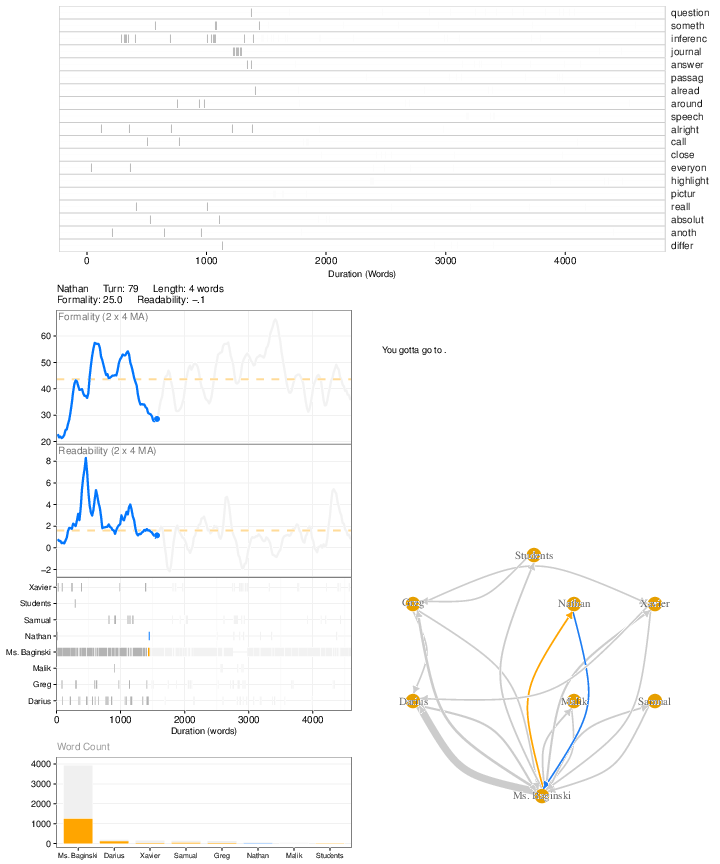 question
someth
inferenc
journal
answer
passag
alread
around
speech
alright
call
close
everyon
highlight
pictur
reall
absolut
anoth
differ
0 1000 2000 3000 4000
Duration (Words)
Nathan Turn: 79 Length: 4 words
Formality: 25.0 Readability: −.1
Formality (2 x 4 MA)
60
50
40
30
20
You gotta go to .
Readability (2 x 4 MA)
8
6
4
2
0
−2
Xavier
Students
Samual
Nathan
Ms. Baginski
Malik
Greg
Darius
0 1000 2000 3000 4000
Duration (words)
Students
Greg
Nathan
Xavier
Darius
Malik
Samual
Ms. Baginski
Word Count
4000
3000
2000
1000
0
Ms. Baginski Darius Xavier Samual Greg Nathan Malik Students